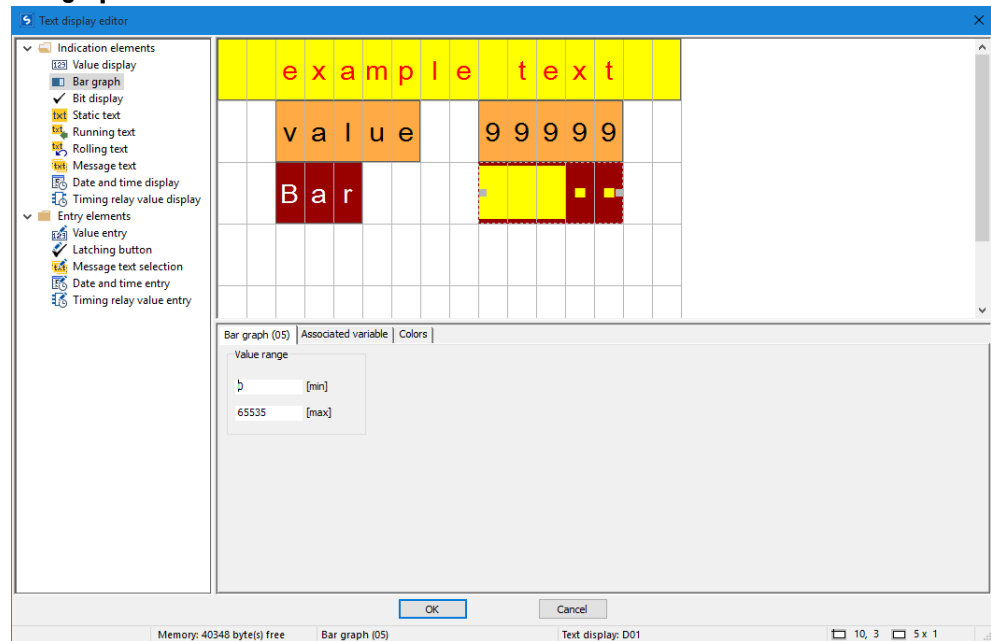 Text display editor
Indication elements
Value display
Bar graph
Bit display
Static text
Running text
Rolling text
Message text
Date and time display
Timing relay value display
Entry elements
Value entry
Latching button
Message text selection
Date and time entry
Timing relay value entry
example text
value 99999
Bar
Bar graph (05) Associated variable Colors
Value range
0 [min]
65535 [max]
OK Cancel
Memory: 40348 byte(s) free Bar graph (05) Text display: D01 10, 3 5 x 1